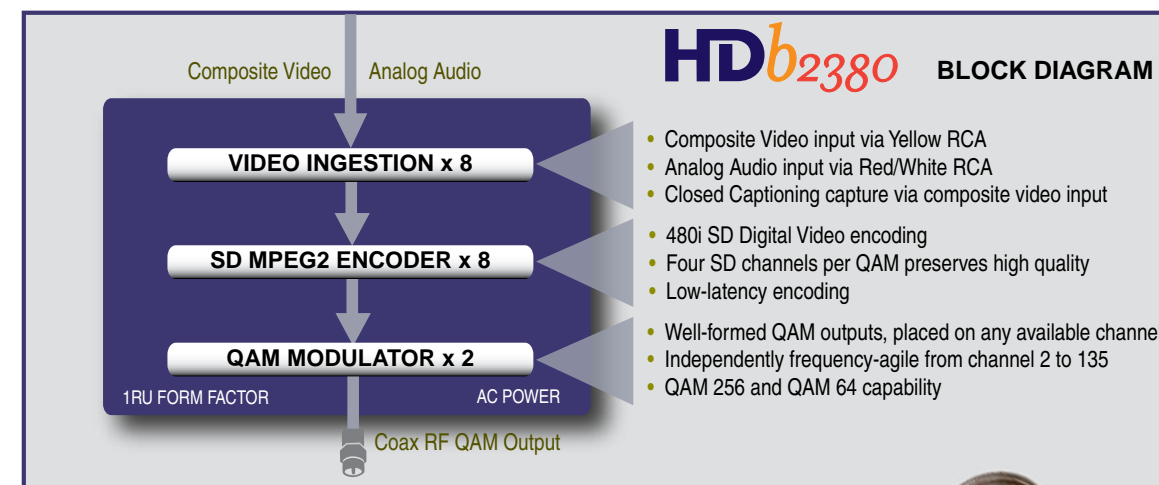 HDb2380 BLOCK DIAGRAM
Composite Video Analog Audio
VIDEO INGESTION x 8
• Composite Video input via Yellow RCA
• Analog Audio input via Red/White RCA
• Closed Captioning capture via composite video input
SD MPEG2 ENCODER x 8
• 480i SD Digital Video encoding
• Four SD channels per QAM preserves high quality
• Low-latency encoding
QAM MODULATOR x 2
• Well-formed QAM outputs, placed on any available channel
• Independently frequency-agile from channel 2 to 135
• QAM 256 and QAM 64 capability
1RU FORM FACTOR AC POWER
Coax RF QAM Output